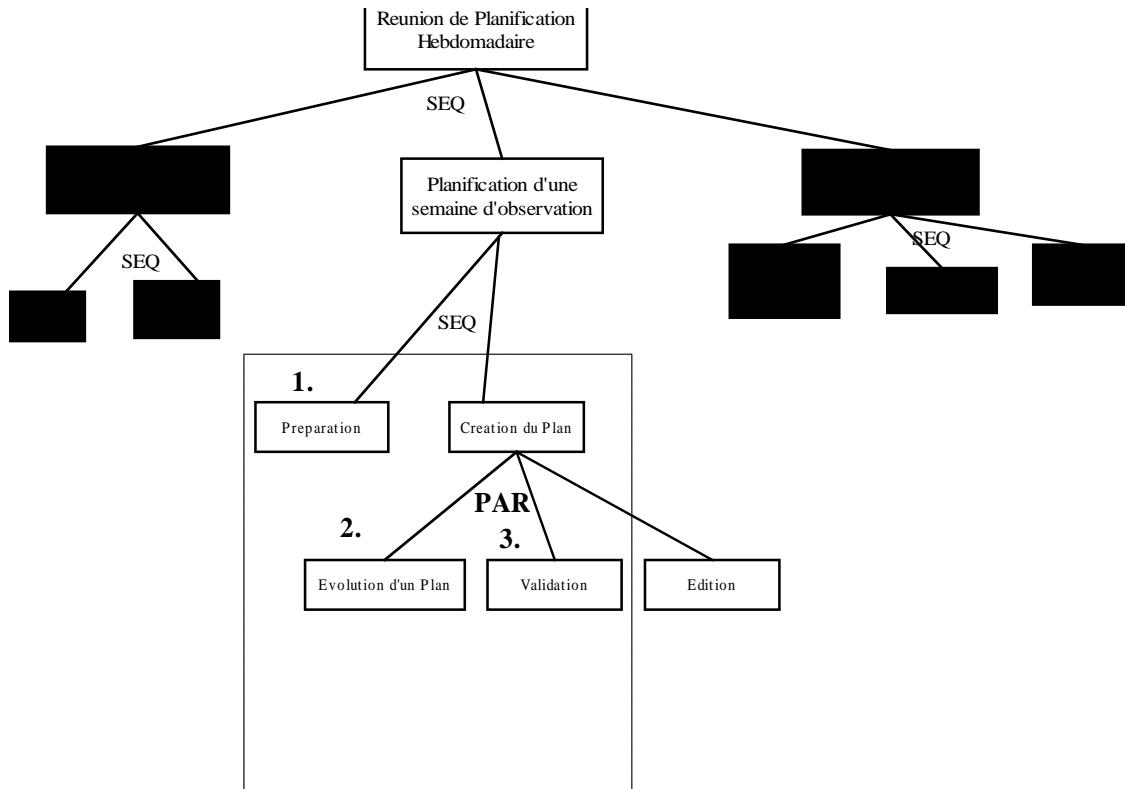 Reunion de Planification
Hebdomadaire
SEQ
Planification d'une
semaine d'observation
SEQ
SEQ
SEQ
1.
Preparation
Creation du Plan
PAR
2.
3.
Evolution d'un Plan
Validation
Edition